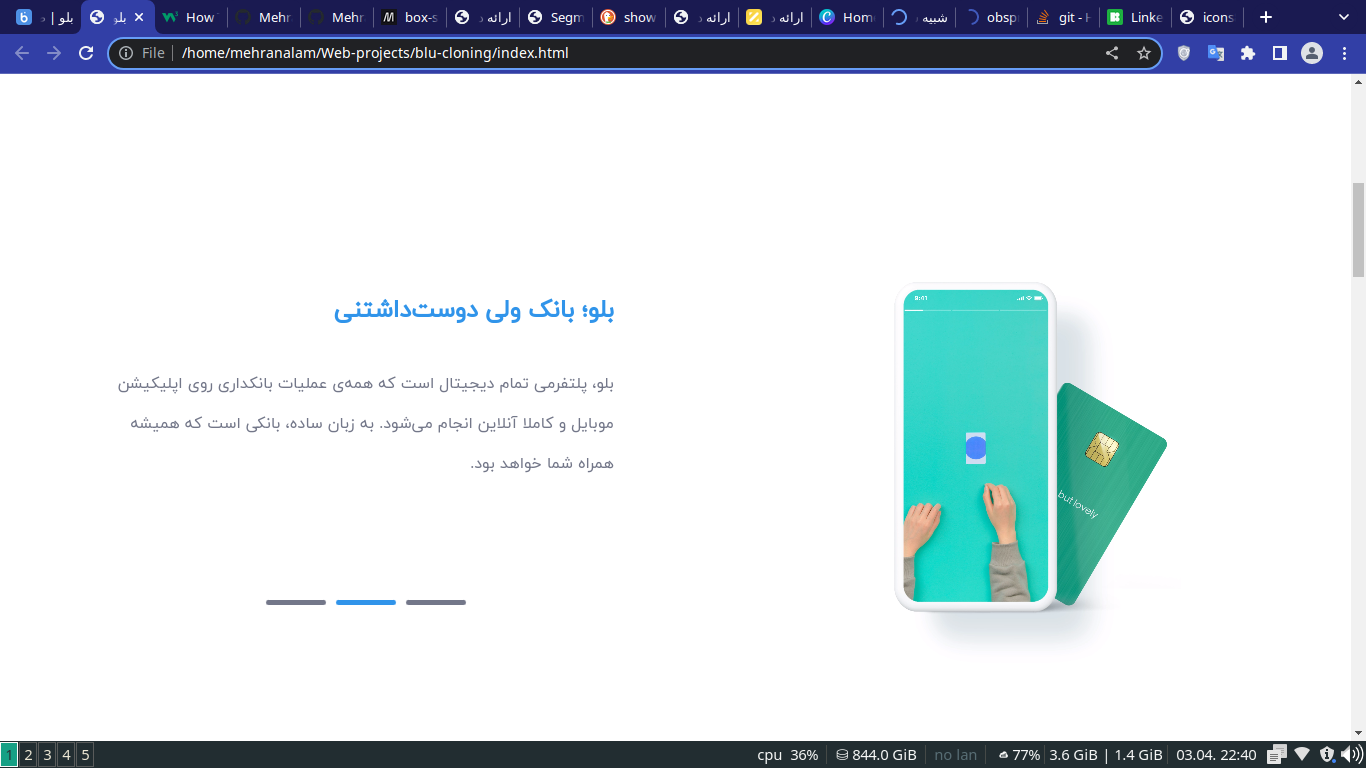 بلو | د
بلو
How
Mehr
Mehr
box-s
ارائه د
Segm
show
ارائه د
ارائه د
Home
شبیه د
obsp
git - H
Linke
icons
File | /home/mehranalam/Web-projects/blu-cloning/index.html
بلو؛ بانک ولی دوست‌داشتنی
بلو، پلتفرمی تمام دیجیتال است که همه‌ی عملیات بانکداری روی اپلیکیشن
موبایل و کاملا آنلاین انجام می‌شود. به زبان ساده، بانکی است که همیشه
همراه شما خواهد بود.
but lovely
1 2 3 4 5
cpu 36% 844.0 GiB no lan 77% 3.6 GiB | 1.4 GiB 03.04. 22:40